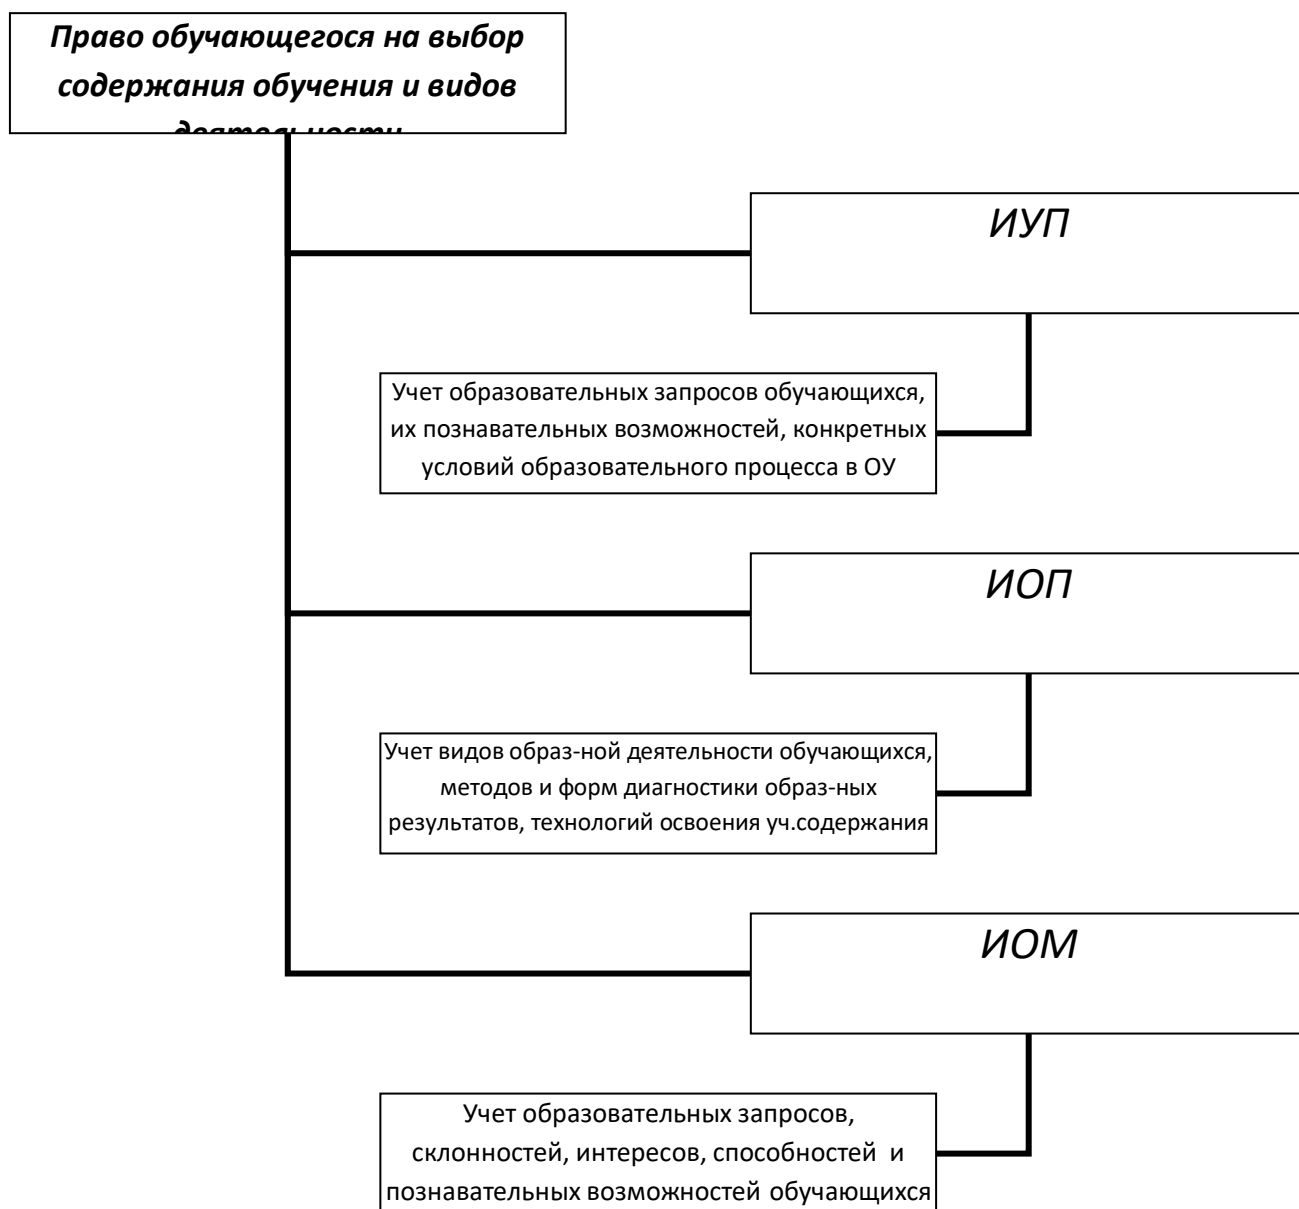 Право обучающегося на выбор
содержания обучения и видов
деятельности
ИУП
Учет образовательных запросов обучающихся,
их познавательных возможностей, конкретных
условий образовательного процесса в ОУ
ИОП
Учет видов образ-ной деятельности обучающихся,
методов и форм диагностики образ-ных
результатов, технологий освоения уч.содержания
ИОМ
Учет образовательных запросов,
склонностей, интересов, способностей и
познавательных возможностей обучающихся